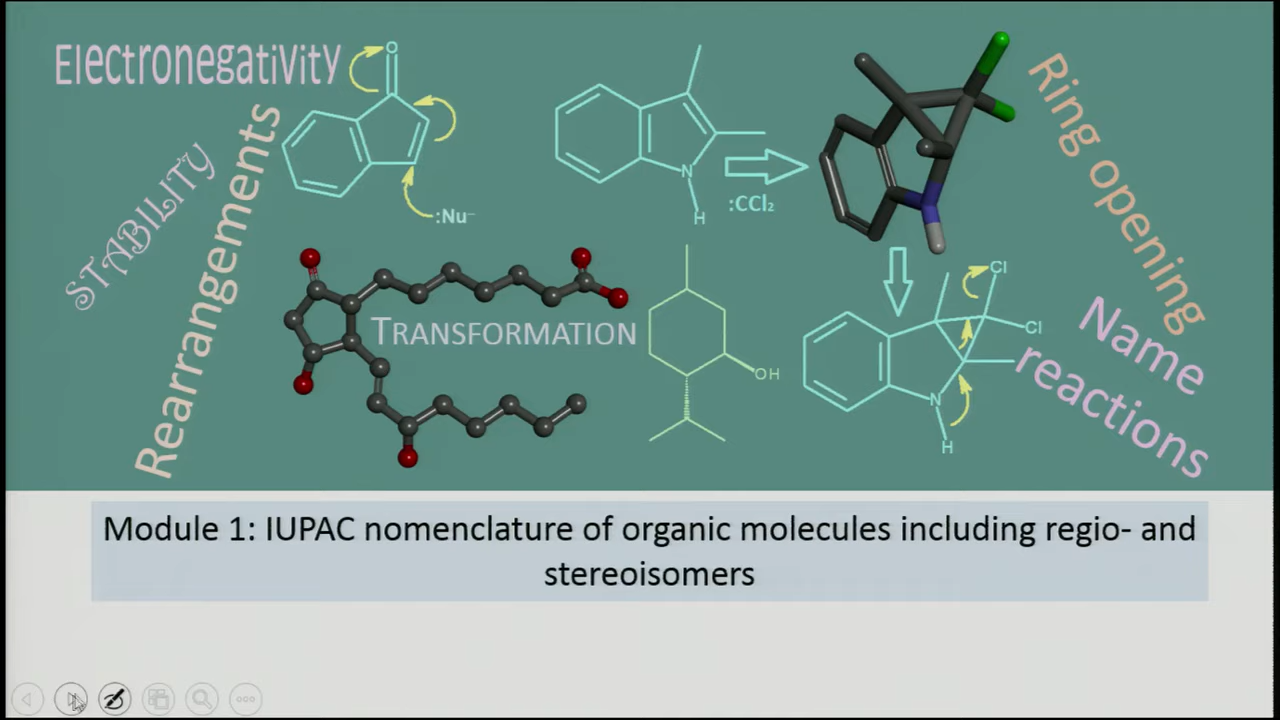 Electronegativity
STABILITY
Rearrangements
O
:Nu⁻
N
H
:CCl₂
TRANSFORMATION
OH
Cl
Cl
N
H
Ring opening
Name
reactions
Module 1: IUPAC nomenclature of organic molecules including regio- and
stereoisomers